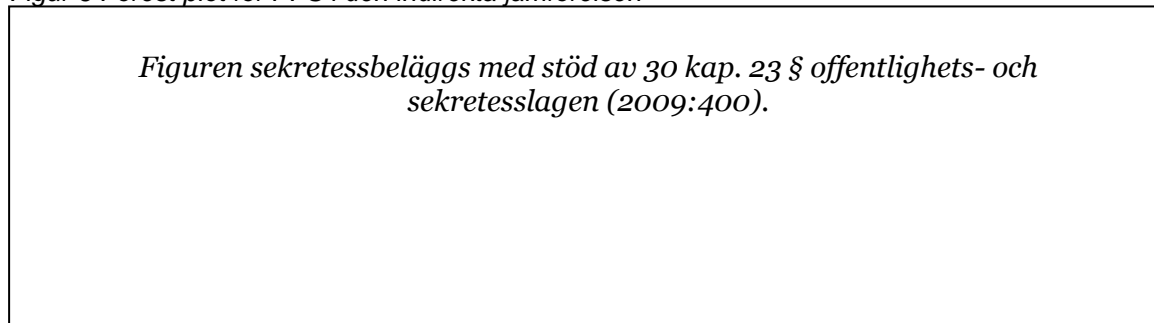 Figuren sekretessbeläggs med stöd av 30 kap. 23 § offentlighets- och
sekretesslagen (2009:400).